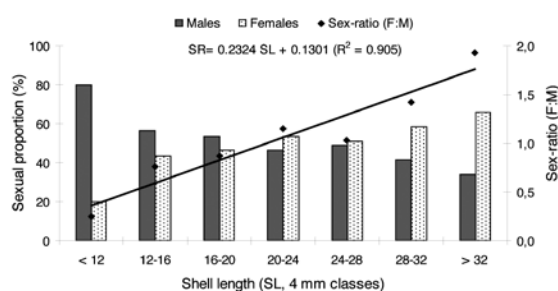 Males Females Sex-ratio (F:M)
SR= 0.2324 SL + 0.1301 (R² = 0.905)
Sexual proportion (%)
100
80
60
40
20
0
2,0
1,5
1,0
0,5
0,0
Sex-ratio (F:M)
< 12 12-16 16-20 20-24 24-28 28-32 > 32
Shell length (SL, 4 mm classes)